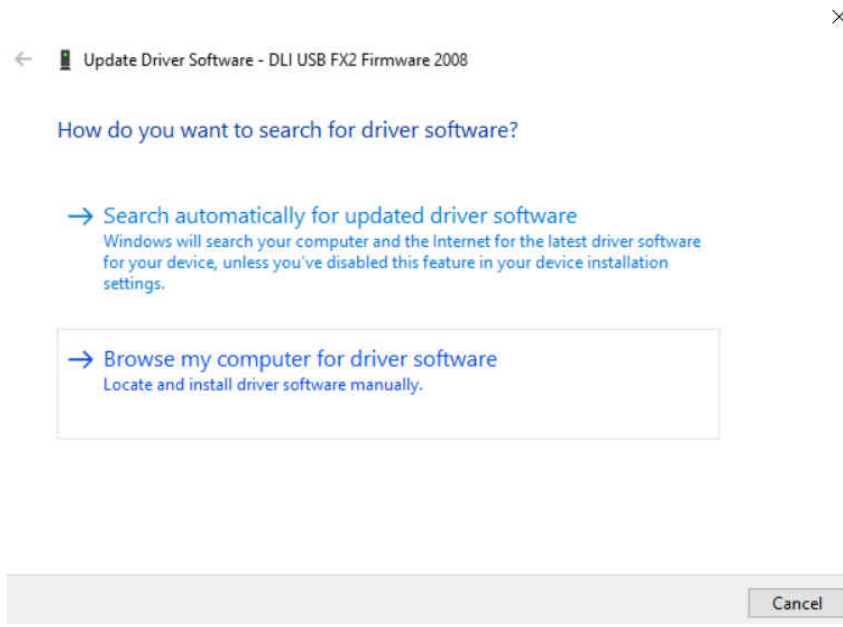 Update Driver Software - DLI USB FX2 Firmware 2008
How do you want to search for driver software?
Search automatically for updated driver software
Windows will search your computer and the Internet for the latest driver software
for your device, unless you've disabled this feature in your device installation
settings.
Browse my computer for driver software
Locate and install driver software manually.
Cancel